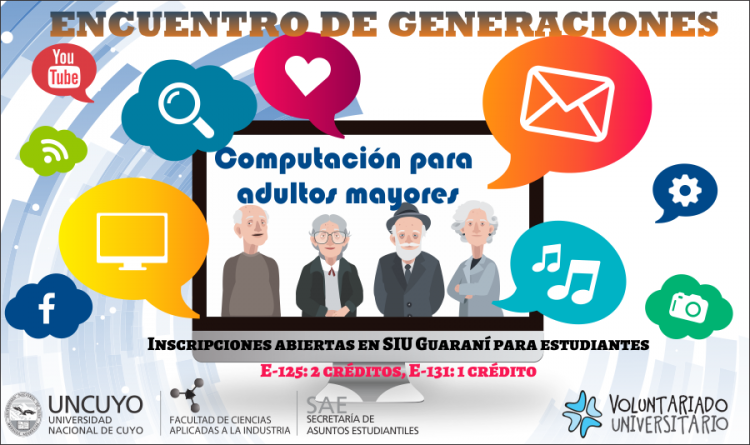 ENCUENTRO DE GENERACIONES
You
Tube
Computación para
adultos mayores
f
Inscripciones abiertas en SIU Guaraní para estudiantes
E-125: 2 créditos, E-131: 1 crédito
UNCUYO
UNIVERSIDAD
NACIONAL DE CUYO
FACULTAD DE CIENCIAS
APLICADAS A LA INDUSTRIA
SAE
SECRETARÍA DE
ASUNTOS ESTUDIANTILES
VOLUNTARIADO
UNIVERSITARIO